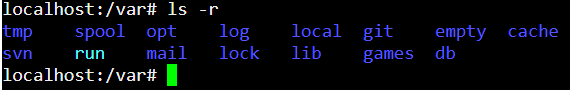 localhost:/var# ls -r
tmp spool opt log local git empty cache
svn run mail lock lib games db
localhost:/var#